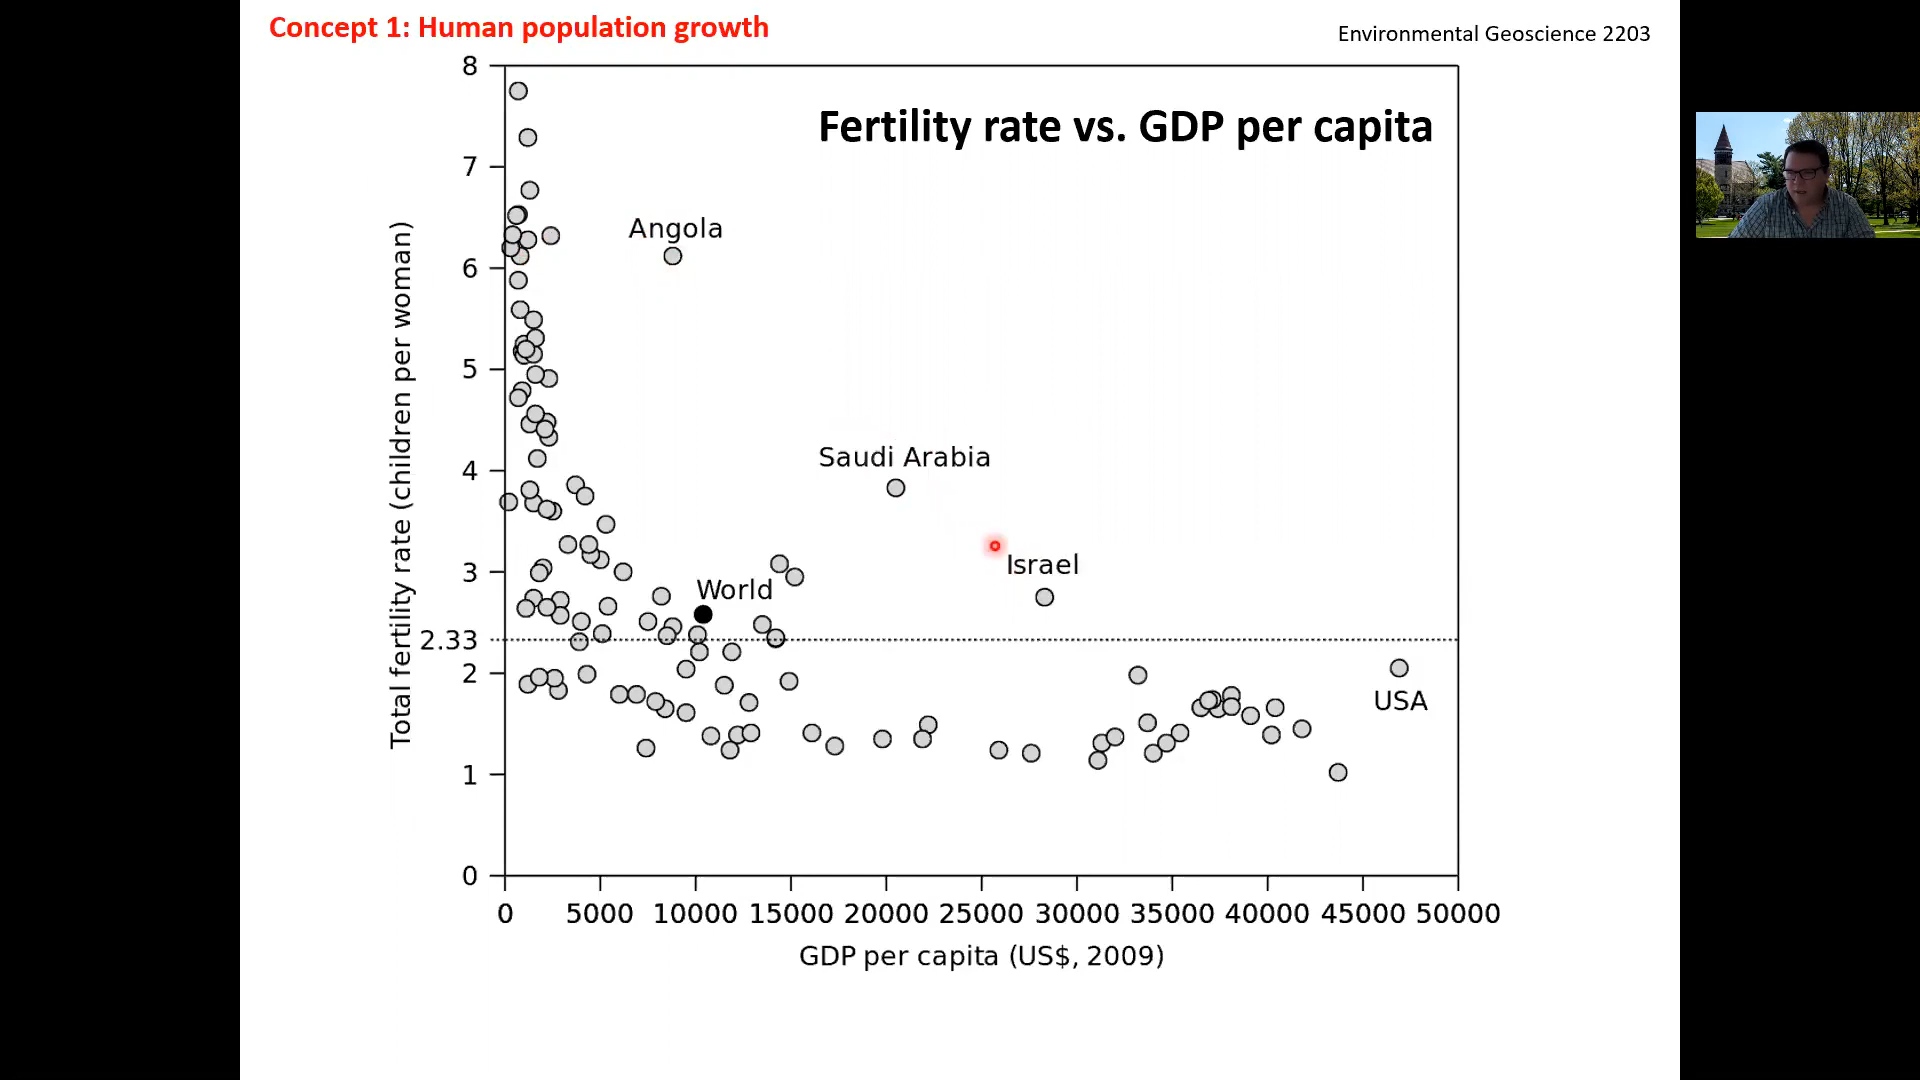 Concept 1: Human population growth
Environmental Geoscience 2203
Fertility rate vs. GDP per capita
Total fertility rate (children per woman)
8
7
6
5
4
3
2.33
2
1
0
Angola
Saudi Arabia
Israel
World
USA
0 5000 10000 15000 20000 25000 30000 35000 40000 45000 50000
GDP per capita (US$, 2009)